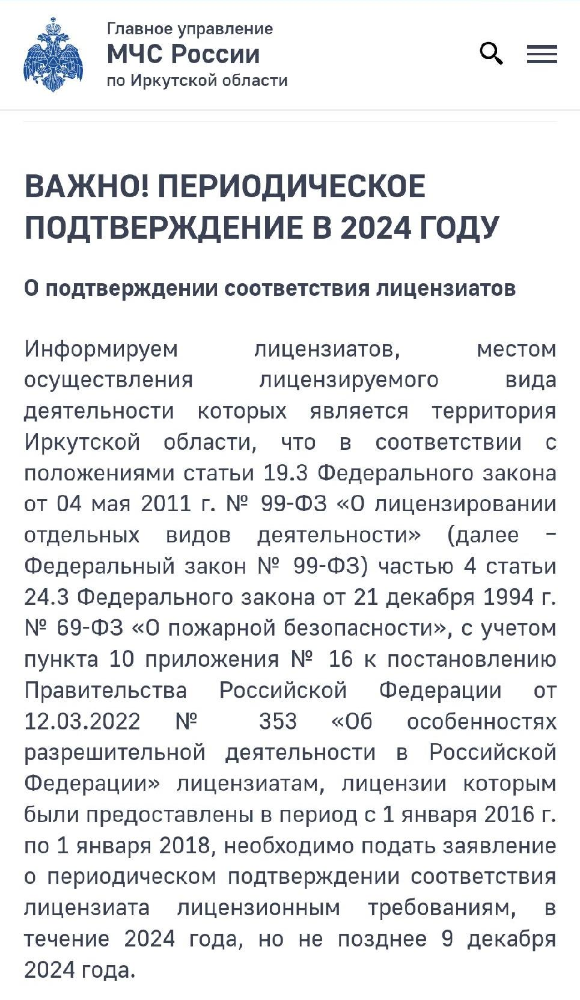 Главное управление
МЧС России
по Иркутской области
ВАЖНО! ПЕРИОДИЧЕСКОЕ
ПОДТВЕРЖДЕНИЕ В 2024 ГОДУ
О подтверждении соответствия лицензиатов
Информируем лицензиатов, местом
осуществления лицензируемого вида
деятельности которых является территория
Иркутской области, что в соответствии с
положениями статьи 19.3 Федерального закона
от 04 мая 2011 г. № 99-ФЗ «О лицензировании
отдельных видов деятельности» (далее –
Федеральный закон № 99-ФЗ) частью 4 статьи
24.3 Федерального закона от 21 декабря 1994 г.
№ 69-ФЗ «О пожарной безопасности», с учетом
пункта 10 приложения № 16 к постановлению
Правительства Российской Федерации от
12.03.2022 № 353 «Об особенностях
разрешительной деятельности в Российской
Федерации» лицензиатам, лицензии которым
были предоставлены в период с 1 января 2016 г.
по 1 января 2018, необходимо подать заявление
о периодическом подтверждении соответствия
лицензиата лицензионным требованиям, в
течение 2024 года, но не позднее 9 декабря
2024 года.